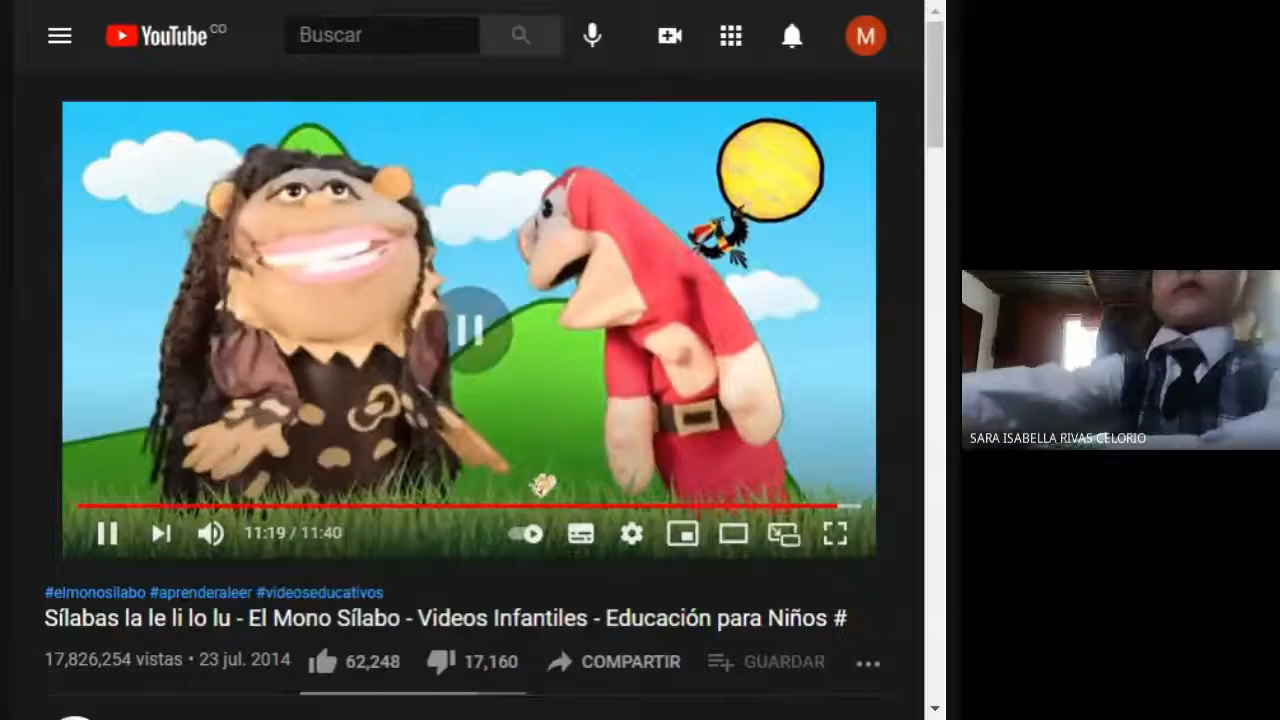 YouTube CO
Buscar
M
11:19 / 11:40
#elmonosilabo #aprenderaleer #videoseducativos
Sílabas la le li lo lu - El Mono Sílabo - Videos Infantiles - Educación para Niños #
17,826,254 vistas • 23 jul. 2014 62,248 17,160 COMPARTIR GUARDAR
SARA ISABELLA RIVAS CELORIO